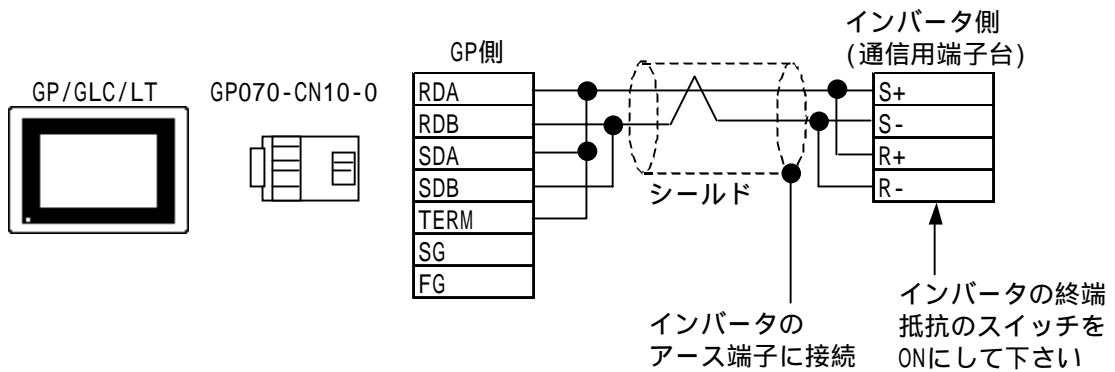 GP/GLC/LT
GP070-CN10-0
GP側
RDA
RDB
SDA
SDB
TERM
SG
FG
シールド
インバータ側
(通信用端子台)
S+
S-
R+
R-
インバータの
アース端子に接続
インバータの終端
抵抗のスイッチを
ONにして下さい